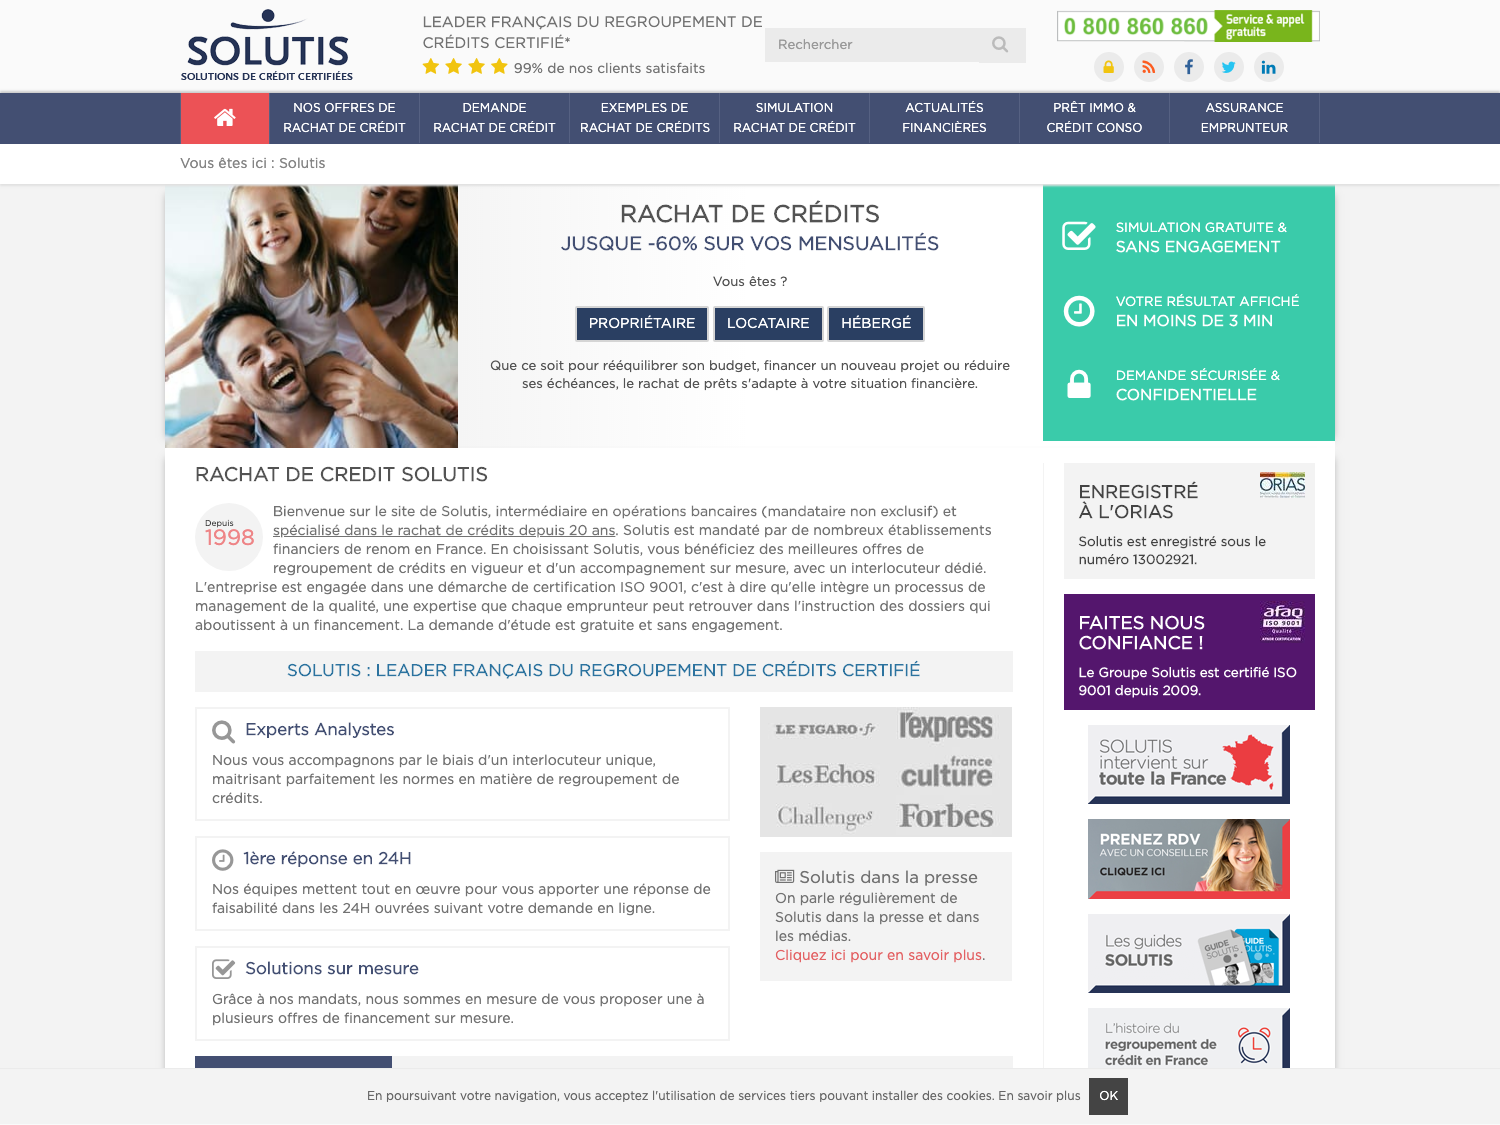 SOLUTIS
SOLUTIONS DE CRÉDIT CERTIFIÉES
LEADER FRANÇAIS DU REGROUPEMENT DE
CRÉDITS CERTIFIÉ*
99% de nos clients satisfaits
Rechercher
0 800 860 860 Service & appel
gratuits
NOS OFFRES DE
RACHAT DE CRÉDIT
DEMANDE
RACHAT DE CRÉDIT
EXEMPLES DE
RACHAT DE CRÉDITS
SIMULATION
RACHAT DE CRÉDIT
ACTUALITÉS
FINANCIÈRES
PRÊT IMMO &
CRÉDIT CONSO
ASSURANCE
EMPRUNTEUR
Vous êtes ici : Solutis
RACHAT DE CRÉDITS
JUSQUE -60% SUR VOS MENSUALITÉS
Vous êtes ?
PROPRIÉTAIRE LOCATAIRE HÉBERGÉ
Que ce soit pour rééquilibrer son budget, financer un nouveau projet ou réduire
ses échéances, le rachat de prêts s'adapte à votre situation financière.
SIMULATION GRATUITE &
SANS ENGAGEMENT
VOTRE RÉSULTAT AFFICHÉ
EN MOINS DE 3 MIN
DEMANDE SÉCURISÉE &
CONFIDENTIELLE
RACHAT DE CREDIT SOLUTIS
Depuis
1998
Bienvenue sur le site de Solutis, intermédiaire en opérations bancaires (mandataire non exclusif) et
spécialisé dans le rachat de crédits depuis 20 ans. Solutis est mandaté par de nombreux établissements
financiers de renom en France. En choisissant Solutis, vous bénéficiez des meilleures offres de
regroupement de crédits en vigueur et d'un accompagnement sur mesure, avec un interlocuteur dédié.
L'entreprise est engagée dans une démarche de certification ISO 9001, c'est à dire qu'elle intègre un processus de
management de la qualité, une expertise que chaque emprunteur peut retrouver dans l'instruction des dossiers qui
aboutissent à un financement. La demande d'étude est gratuite et sans engagement.
SOLUTIS : LEADER FRANÇAIS DU REGROUPEMENT DE CRÉDITS CERTIFIÉ
Experts Analystes
Nous vous accompagnons par le biais d'un interlocuteur unique,
maitrisant parfaitement les normes en matière de regroupement de
crédits.
1ère réponse en 24H
Nos équipes mettent tout en œuvre pour vous apporter une réponse de
faisabilité dans les 24H ouvrées suivant votre demande en ligne.
Solutions sur mesure
Grâce à nos mandats, nous sommes en mesure de vous proposer une à
plusieurs offres de financement sur mesure.
LE FIGARO.fr
l'express
Les Echos
france
culture
Challenges
Forbes
Solutis dans la presse
On parle régulièrement de
Solutis dans la presse et dans
les médias.
Cliquez ici pour en savoir plus.
ENREGISTRÉ
À L'ORIAS
ORIAS
Solutis est enregistré sous le
numéro 13002921.
FAITES NOUS
CONFIANCE !
afaq
ISO 9001
Qualité
AFNOR CERTIFICATION
Le Groupe Solutis est certifié ISO
9001 depuis 2009.
SOLUTIS
intervient sur
toute la France
PRENEZ RDV
AVEC UN CONSEILLER
CLIQUEZ ICI
Les guides
SOLUTIS
GUIDE
SOLUTIS
L'histoire du
regroupement de
crédit en France
En poursuivant votre navigation, vous acceptez l'utilisation de services tiers pouvant installer des cookies. En savoir plus OK